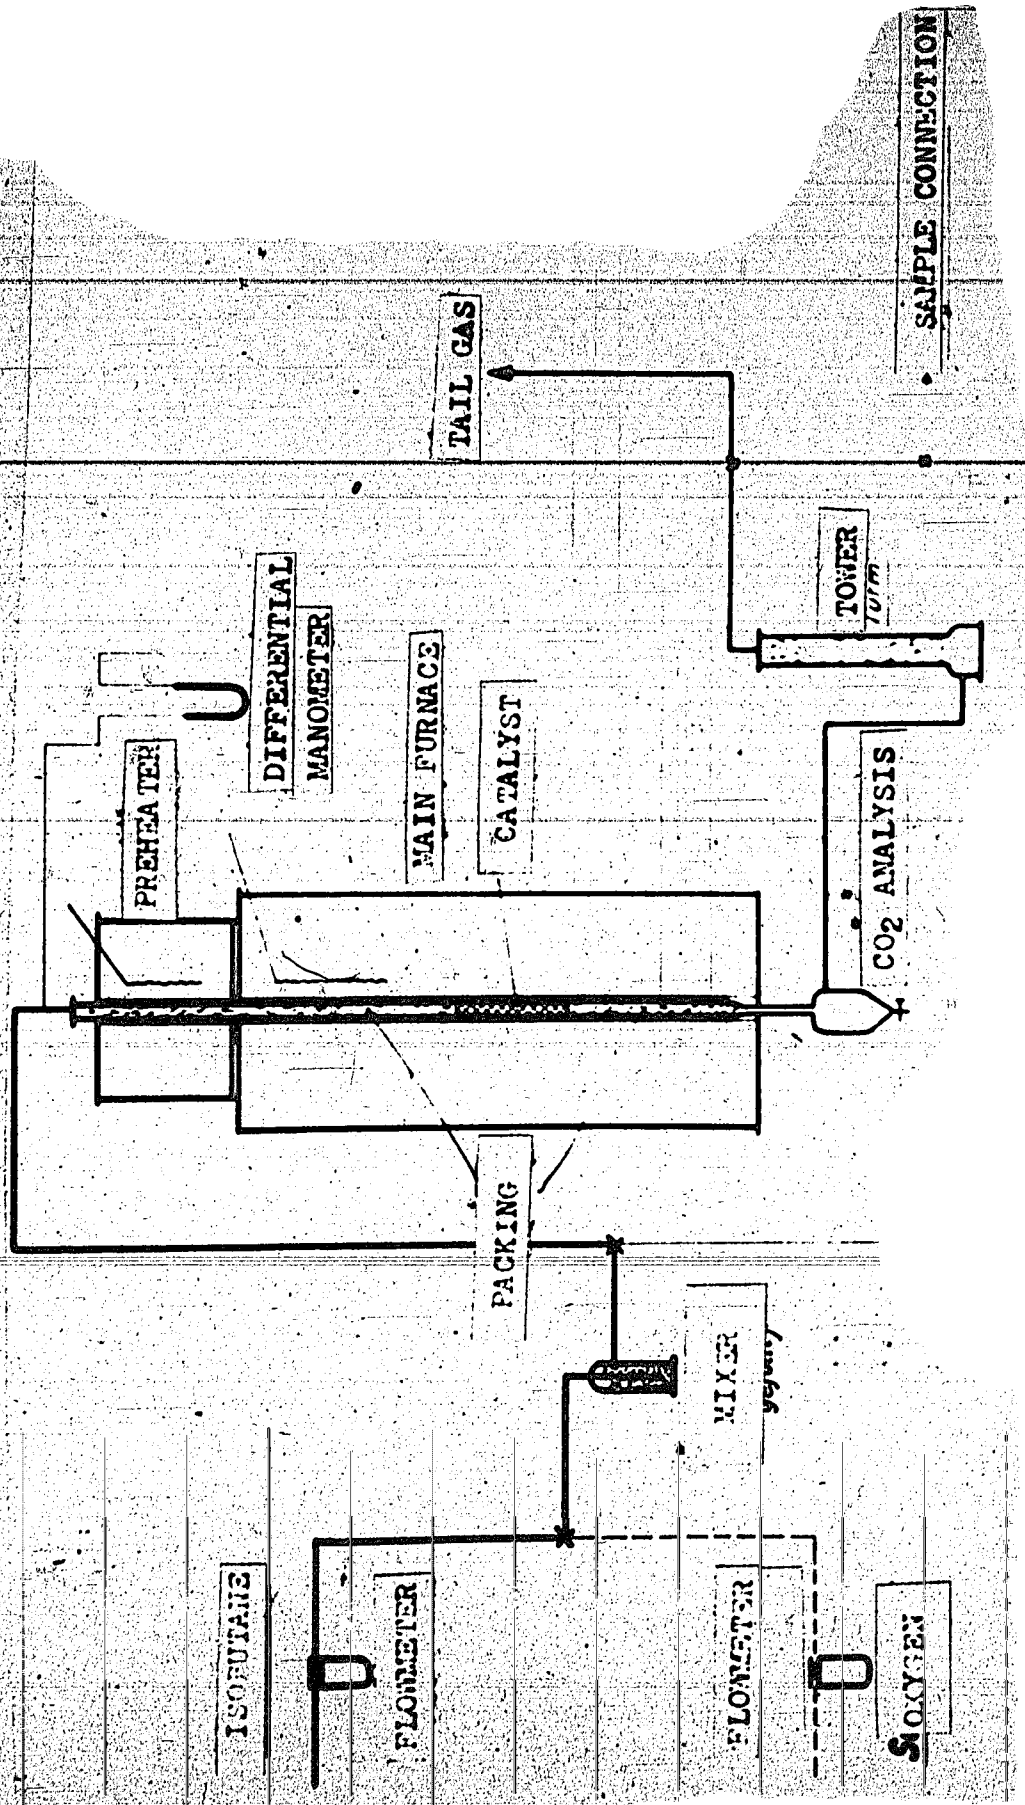 SAMPLE CONNECTION
TAIL GAS
TOWER
Turm
DIFFERENTIAL
MANOMETER
PREHEATER
MAIN FURNACE
CATALYST
CO2 ANALYSIS
PACKING
MIXER
ISOBUTANE
FLOWMETER
FLOWMETER
OXYGEN